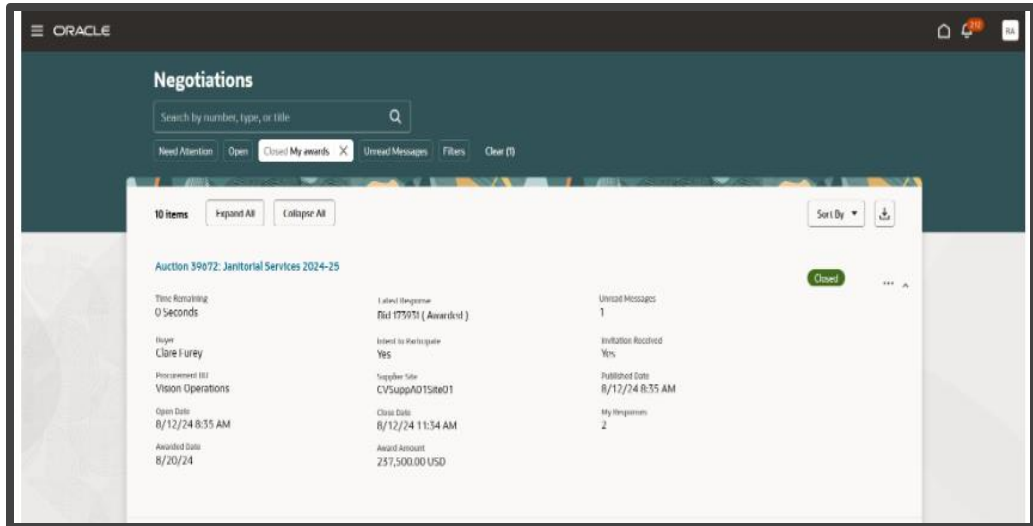 ORACLE
212
RA
Negotiations
Search by number, type, or title
Need Attention Open Closed My awards X Unread Messages Filters Clear (1)
10 items Expand All Collapse All Sort By
Auction 39672: Janitorial Services 2024-25
Closed
Time Remaining Latest Response Unread Messages
0 Seconds Bid 173931 ( Awarded ) 1
Buyer Intent to Participate Invitation Received
Clare Furey Yes Yes
Procurement BU Supplier Site Published Date
Vision Operations CVSuppA01Site01 8/12/24 8:35 AM
Open Date Close Date My Responses
8/12/24 8:35 AM 8/12/24 11:34 AM 2
Awarded Date Award Amount
8/20/24 237,500.00 USD